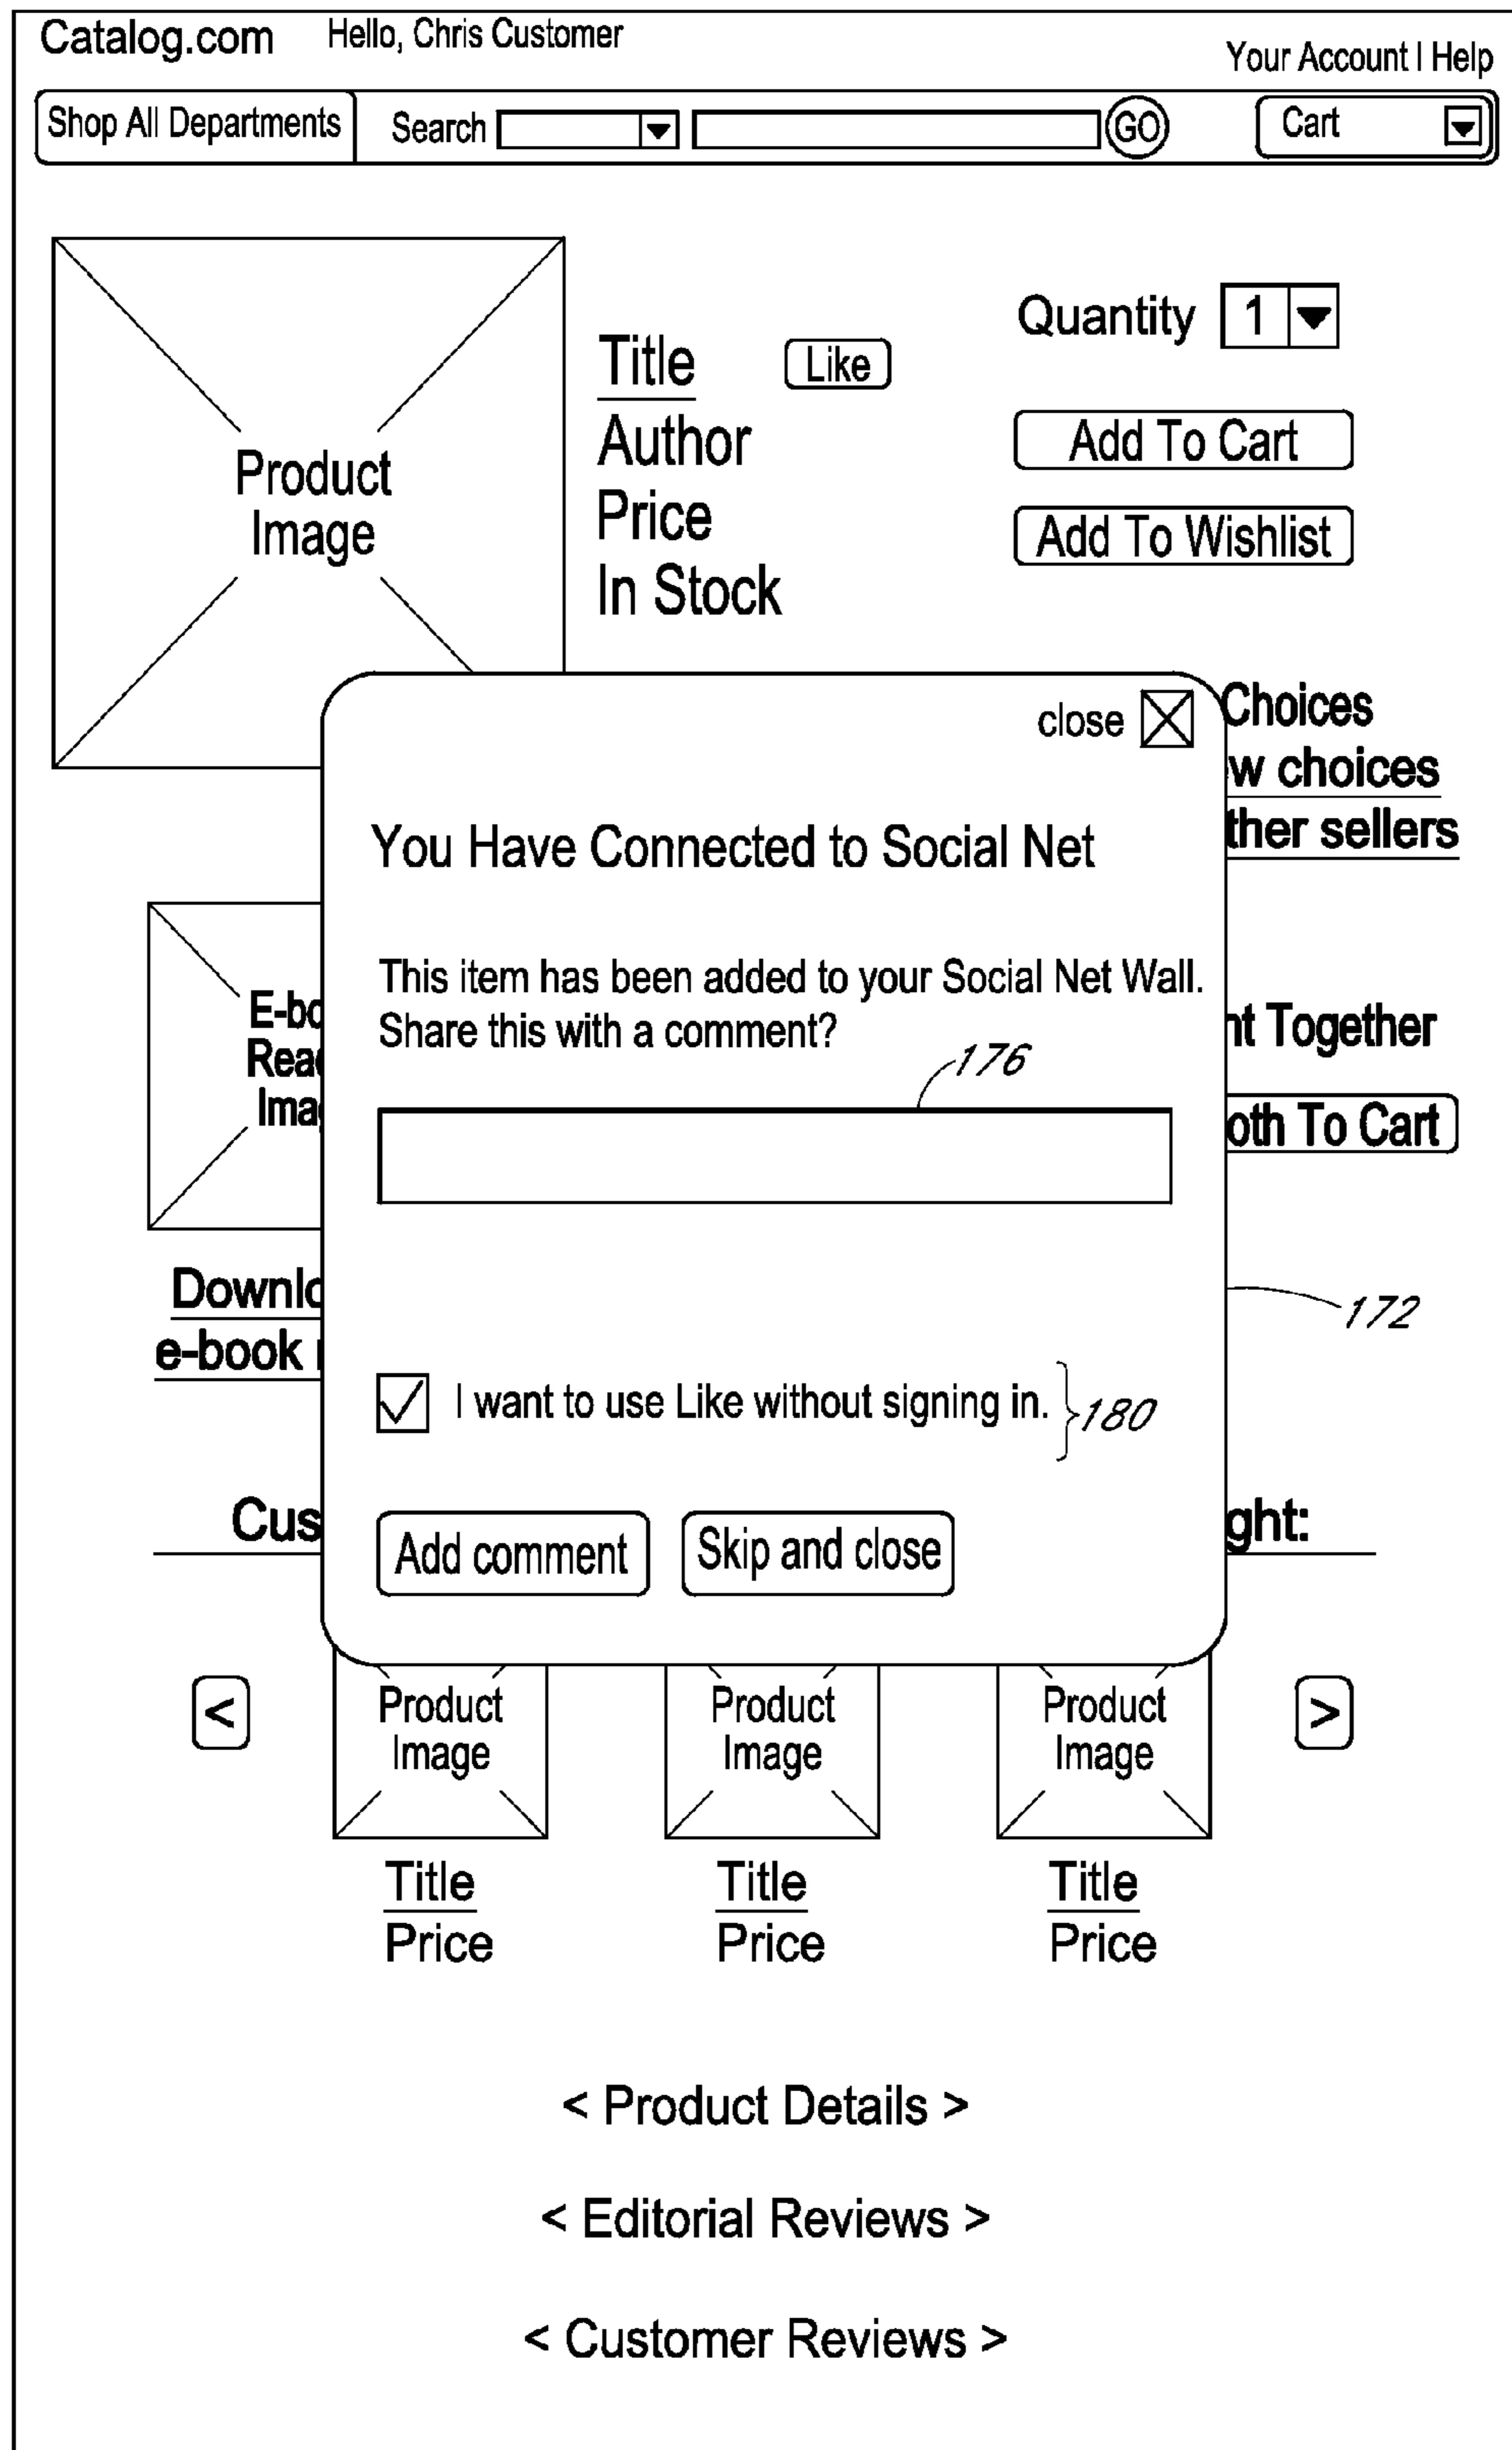 Catalog.com Hello, Chris Customer
Your Account | Help
Shop All Departments Search GO Cart
Product
Image
Title Like
Author
Price
In Stock
Quantity 1
Add To Cart
Add To Wishlist
close
Choices
choices
sellers
You Have Connected to Social Net
This item has been added to your Social Net Wall.
Share this with a comment?
176
Together
To Cart
172
e-book
I want to use Like without signing in. 180
Add comment Skip and close
< Product Image Product Image Product Image >
Title Title Title
Price Price Price
< Product Details >
< Editorial Reviews >
< Customer Reviews >